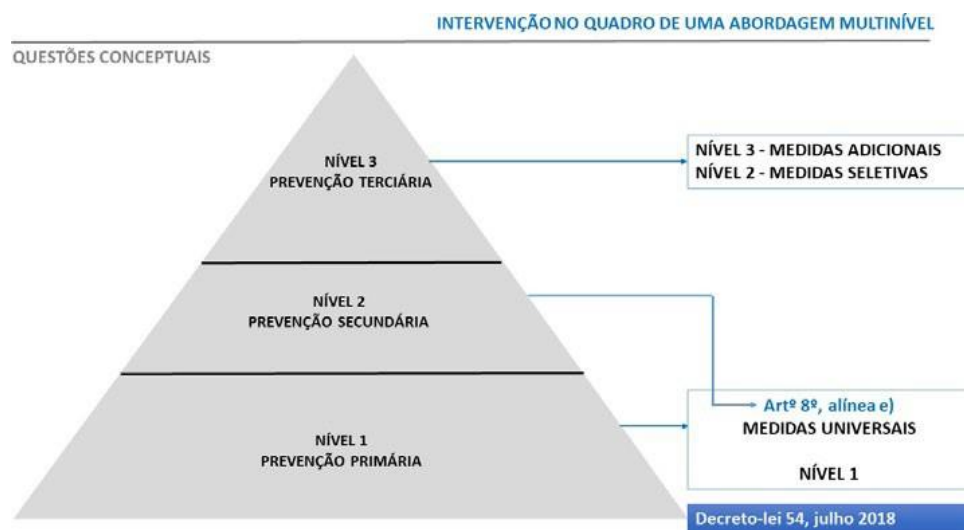 INTERVENÇÃO NO QUADRO DE UMA ABORDAGEM MULTINÍVEL
QUESTÕES CONCEPTUAIS
NÍVEL 3
PREVENÇÃO TERCIÁRIA
NÍVEL 3 - MEDIDAS ADICIONAIS
NÍVEL 2 - MEDIDAS SELETIVAS
NÍVEL 2
PREVENÇÃO SECUNDÁRIA
Artº 8º, alínea e)
MEDIDAS UNIVERSAIS
NÍVEL 1
NÍVEL 1
PREVENÇÃO PRIMÁRIA
Decreto-lei 54, julho 2018